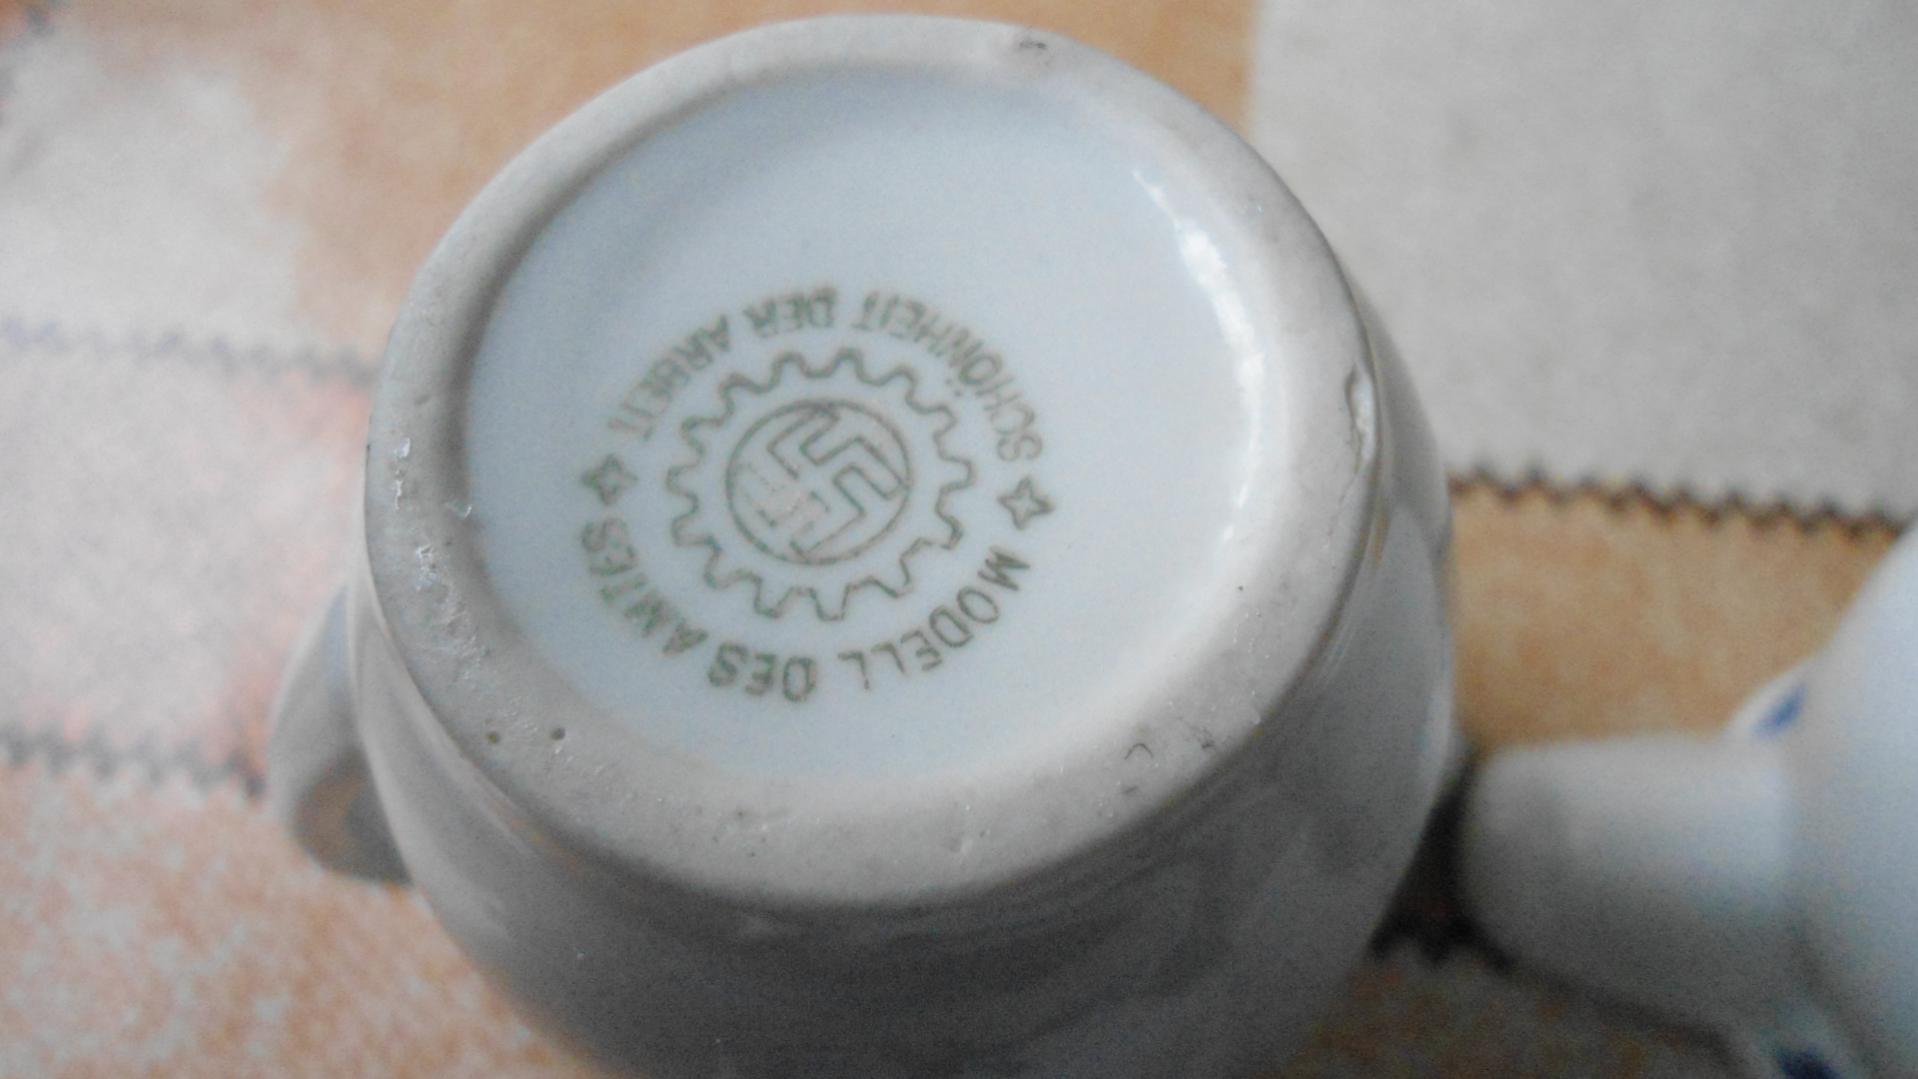 MODELL DES AMTES
SCHÖNHEIT DER ARBEIT